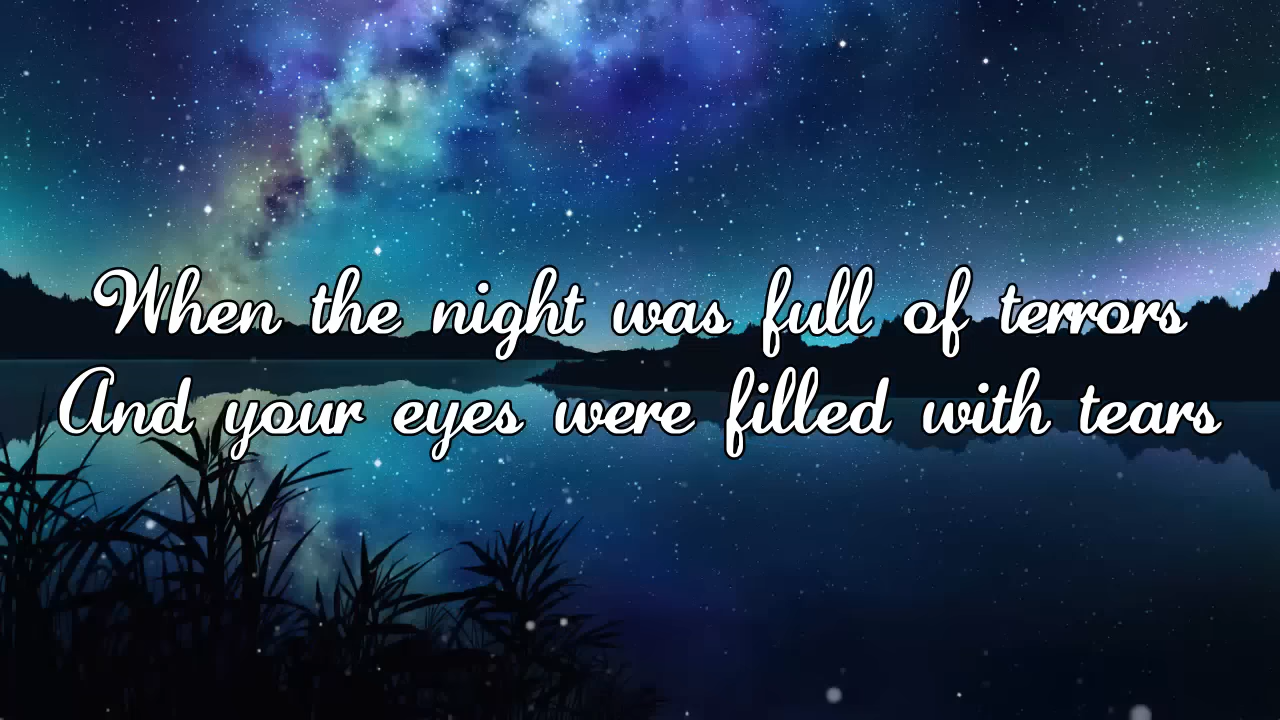 When the night was full of terrors
And your eyes were filled with tears